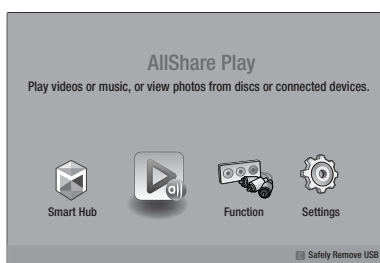 AllShare Play
Play videos or music, or view photos from discs or connected devices.
Smart Hub
Function
Settings
Safely Remove USB